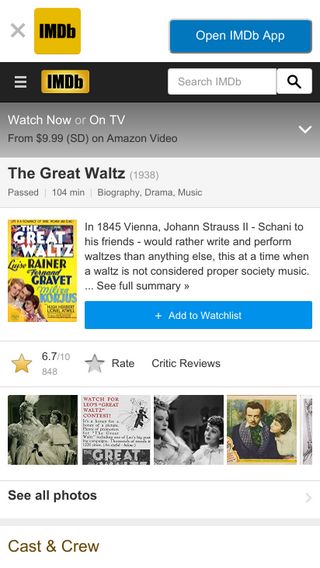 IMDb
Open IMDb App
IMDb
Search IMDb
Watch Now or On TV
From $9.99 (SD) on Amazon Video
The Great Waltz (1938)
Passed | 104 min | Biography, Drama, Music
THE GREAT WALTZ
Luise RAINER
Fernand GRAVET
Miliza KORJUS
HUGH HERBERT
LIONEL ATWILL
In 1845 Vienna, Johann Strauss II - Schani to
his friends - would rather write and perform
waltzes than anything else, this at a time when
a waltz is not considered proper society music.
... See full summary »
+ Add to Watchlist
6.7/10
848
Rate
Critic Reviews
WATCH FOR
LEO'S "GREAT
WALTZ"
CONTEST!
THE
GREAT
WALTZ
See all photos
Cast & Crew